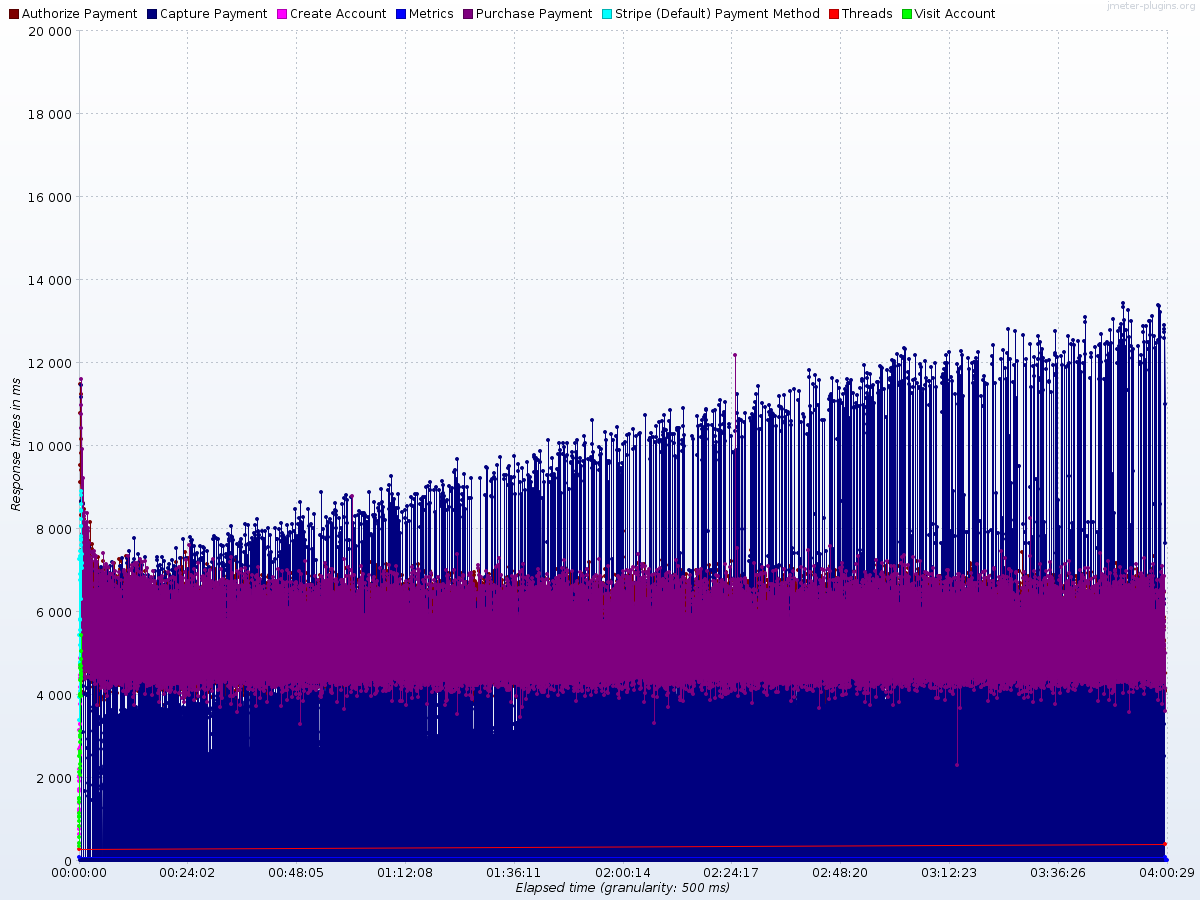 jmeter-plugins.org
Authorize Payment Capture Payment Create Account Metrics Purchase Payment Stripe (Default) Payment Method Threads Visit Account
20 000
18 000
16 000
14 000
12 000
10 000
8 000
6 000
4 000
2 000
0
Response times in ms
00:00:00 00:24:02 00:48:05 01:12:08 01:36:11 02:00:14 02:24:17 02:48:20 03:12:23 03:36:26 04:00:29
Elapsed time (granularity: 500 ms)